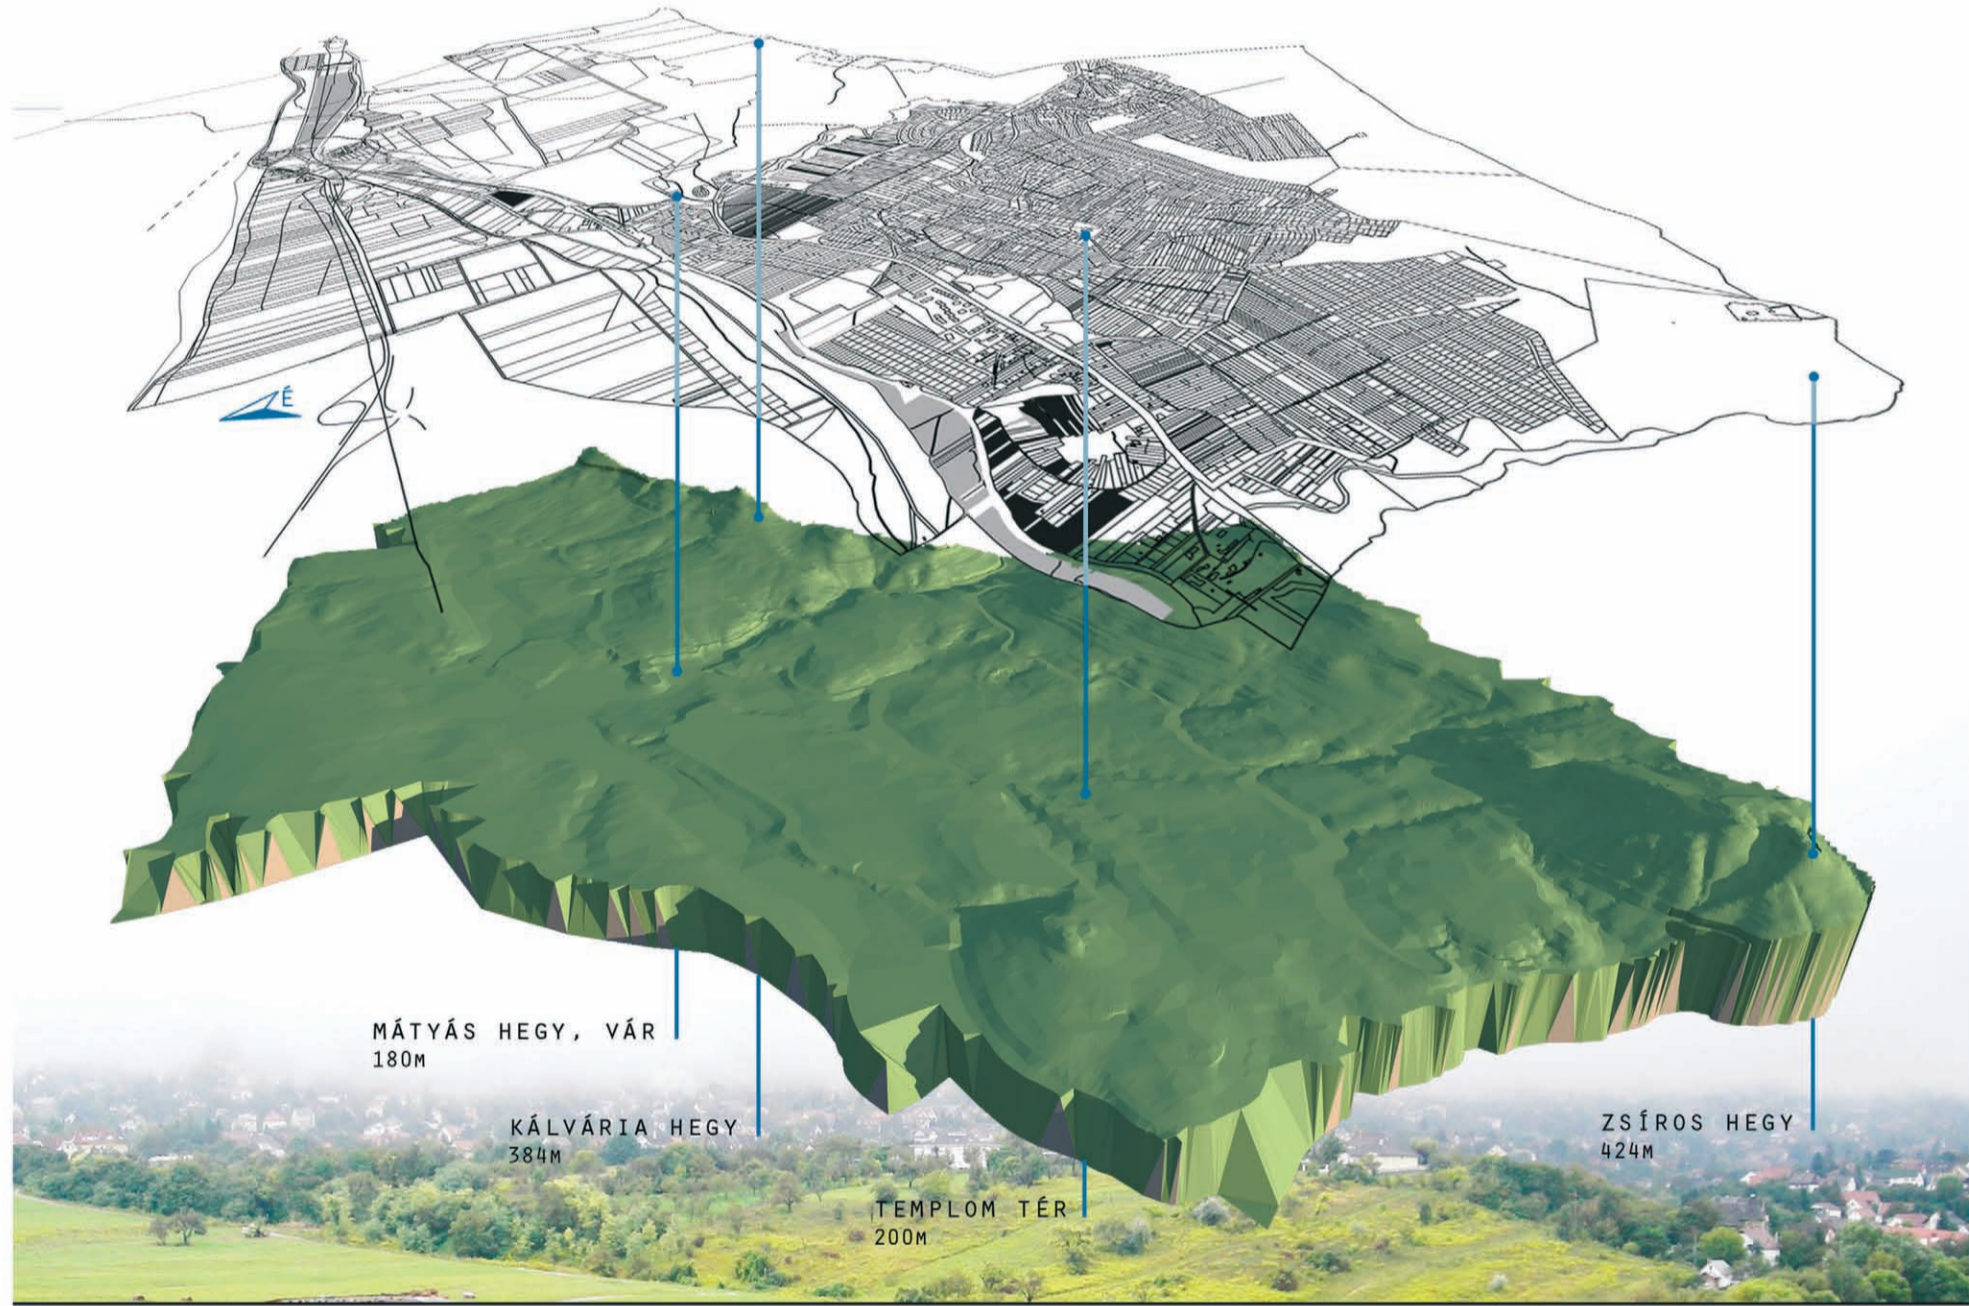 É
MÁTYÁS HEGY, VÁR
180M
KÁLVÁRIA HEGY
384M
TEMPLOM TÉR
200M
ZSÍROS HEGY
424M